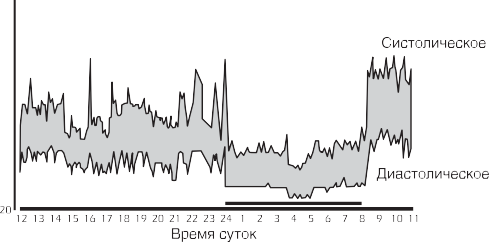 Систолическое
Диастолическое
20
12 13 14 15 16 17 18 19 20 21 22 23 24 1 2 3 4 5 6 7 8 9 10 11
Время суток